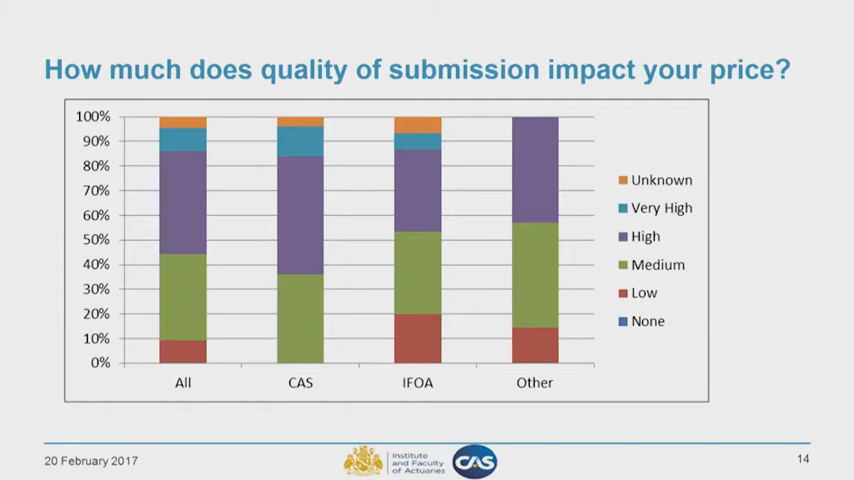 How much does quality of submission impact your price?
100%
90%
80%
70%
60%
50%
40%
30%
20%
10%
0%
All
CAS
IFOA
Other
Unknown
Very High
High
Medium
Low
None
20 February 2017
Institute
and Faculty
of Actuaries
CAS
14